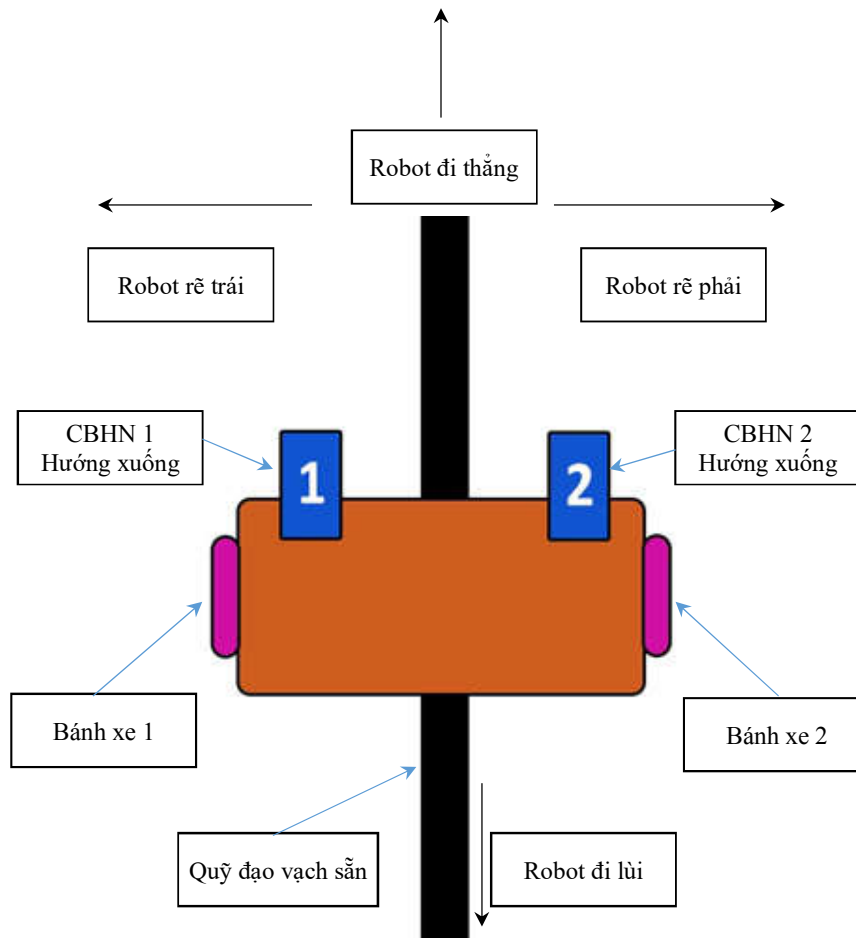 Robot đi thẳng
Robot rẽ trái
Robot rẽ phải
CBHN 1
Hướng xuống
CBHN 2
Hướng xuống
1
2
Bánh xe 1
Bánh xe 2
Quỹ đạo vạch sẵn
Robot đi lùi